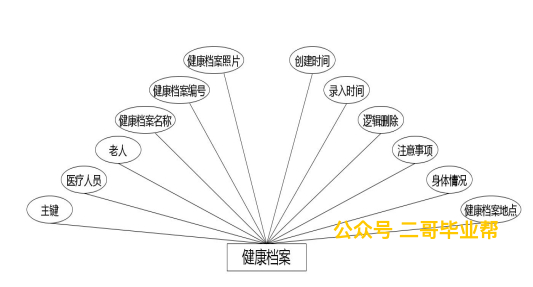 健康档案照片
创建时间
健康档案编号
录入时间
健康档案名称
逻辑删除
老人
注意事项
医疗人员
身体情况
主键
健康档案地点
公众号 二哥毕业帮
健康档案